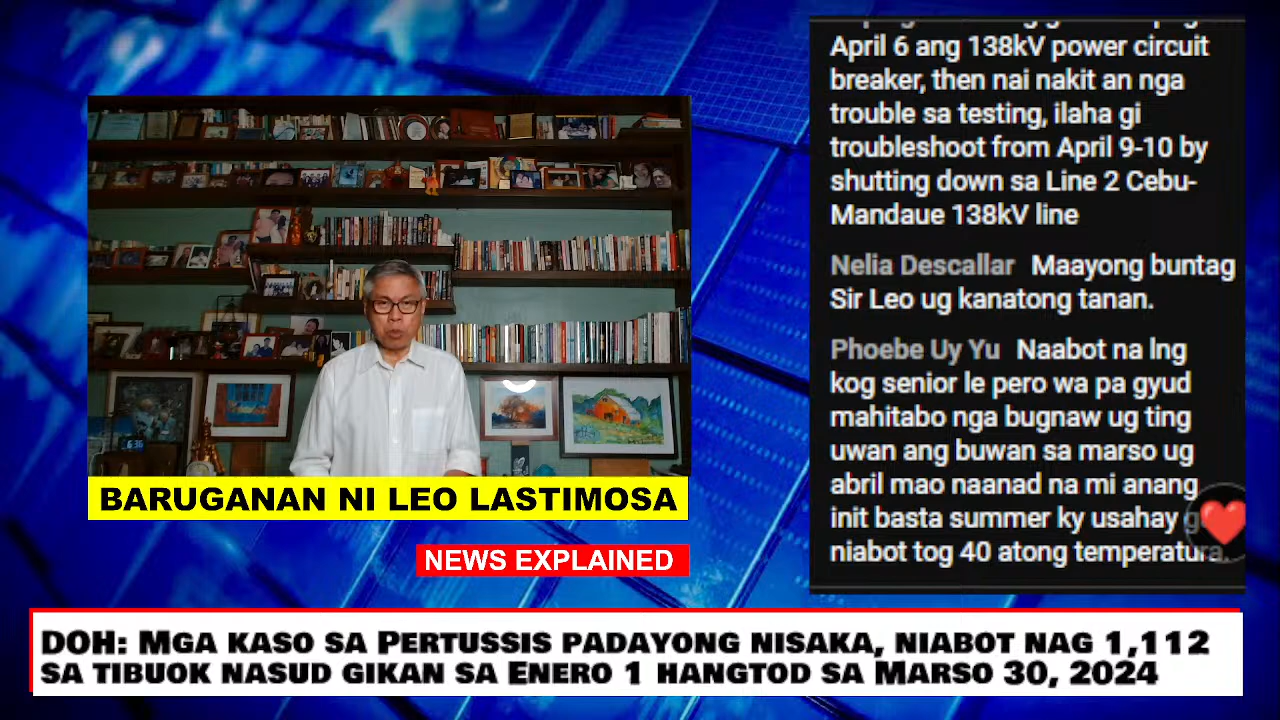 April 6 ang 138kV power circuit
breaker, then nai nakit an nga
trouble sa testing, ilaha gi
troubleshoot from April 9-10 by
shutting down sa Line 2 Cebu-
Mandaue 138kV line
Nelia Descallar Maayong buntag
Sir Leo ug kanatong tanan.
Phoebe Uy Yu Naabot na lng
kog senior le pero wa pa gyud
mahitabo nga bugnaw ug ting
uwan ang buwan sa marso ug
abril mao naanad na mi anang
init basta summer ky usahay
niabot tog 40 atong temperatura.
6:36
BARUGANAN NI LEO LASTIMOSA
NEWS EXPLAINED
DOH: MGA KASO SA PERTUSSIS PADAYONG NISAKA, NIABOT NAG 1,112
SA TIBUOK NASUD GIKAN SA ENERO 1 HANGTOD SA MARSO 30, 2024